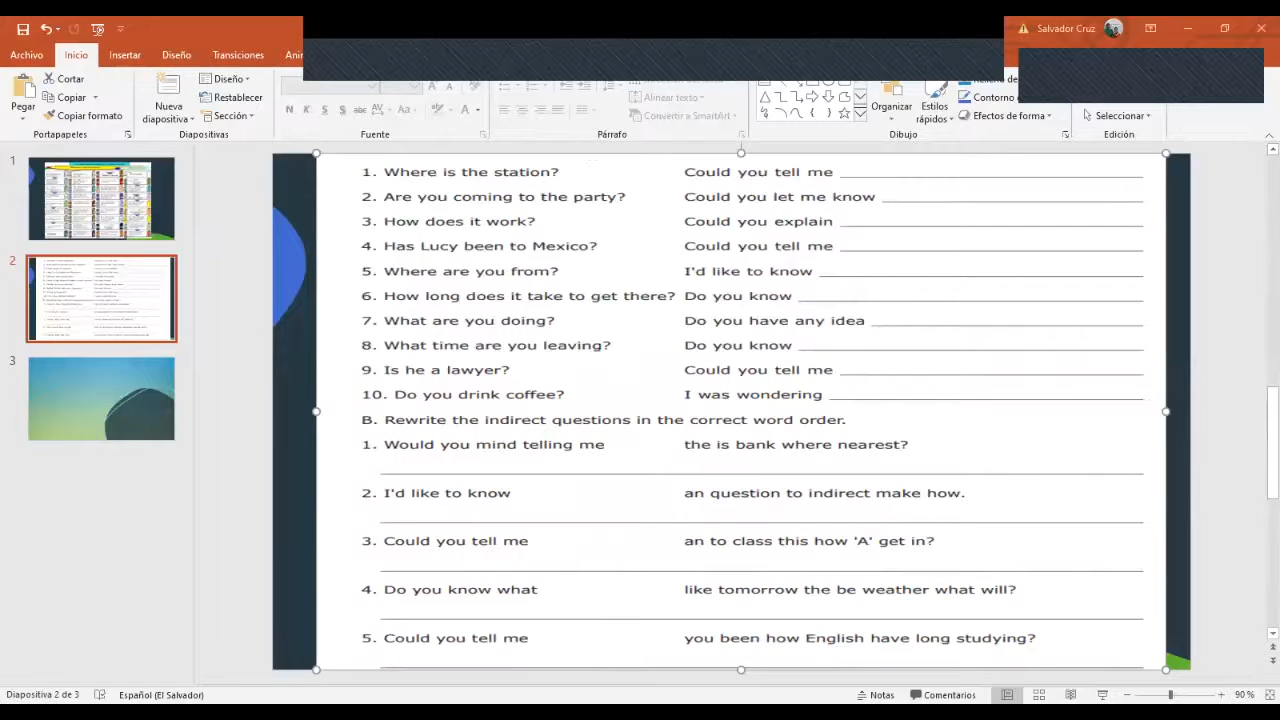 Salvador Cruz
Archivo Inicio Insertar Diseño Transiciones Ani
Pegar
Cortar
Copiar
Copiar formato
Portapapeles
Nueva diapositiva
Diseño
Restablecer
Sección
Diapositivas
N K S S abc AV Aa A
Fuente
Alinear texto
Convertir a SmartArt
Párrafo
Organizar
Estilos rápidos
Contorno
Efectos de forma
Dibujo
Seleccionar
Edición
1
2
3
1. Where is the station? Could you tell me
2. Are you coming to the party? Could you let me know
3. How does it work? Could you explain
4. Has Lucy been to Mexico? Could you tell me
5. Where are you from? I'd like to know
6. How long does it take to get there? Do you know
7. What are you doing? Do you have any idea
8. What time are you leaving? Do you know
9. Is he a lawyer? Could you tell me
10. Do you drink coffee? I was wondering
B. Rewrite the indirect questions in the correct word order.
1. Would you mind telling me the is bank where nearest?
2. I'd like to know an question to indirect make how.
3. Could you tell me an to class this how 'A' get in?
4. Do you know what like tomorrow the be weather what will?
5. Could you tell me you been how English have long studying?
Diapositiva 2 de 3 Español (El Salvador) Notas Comentarios 90 %